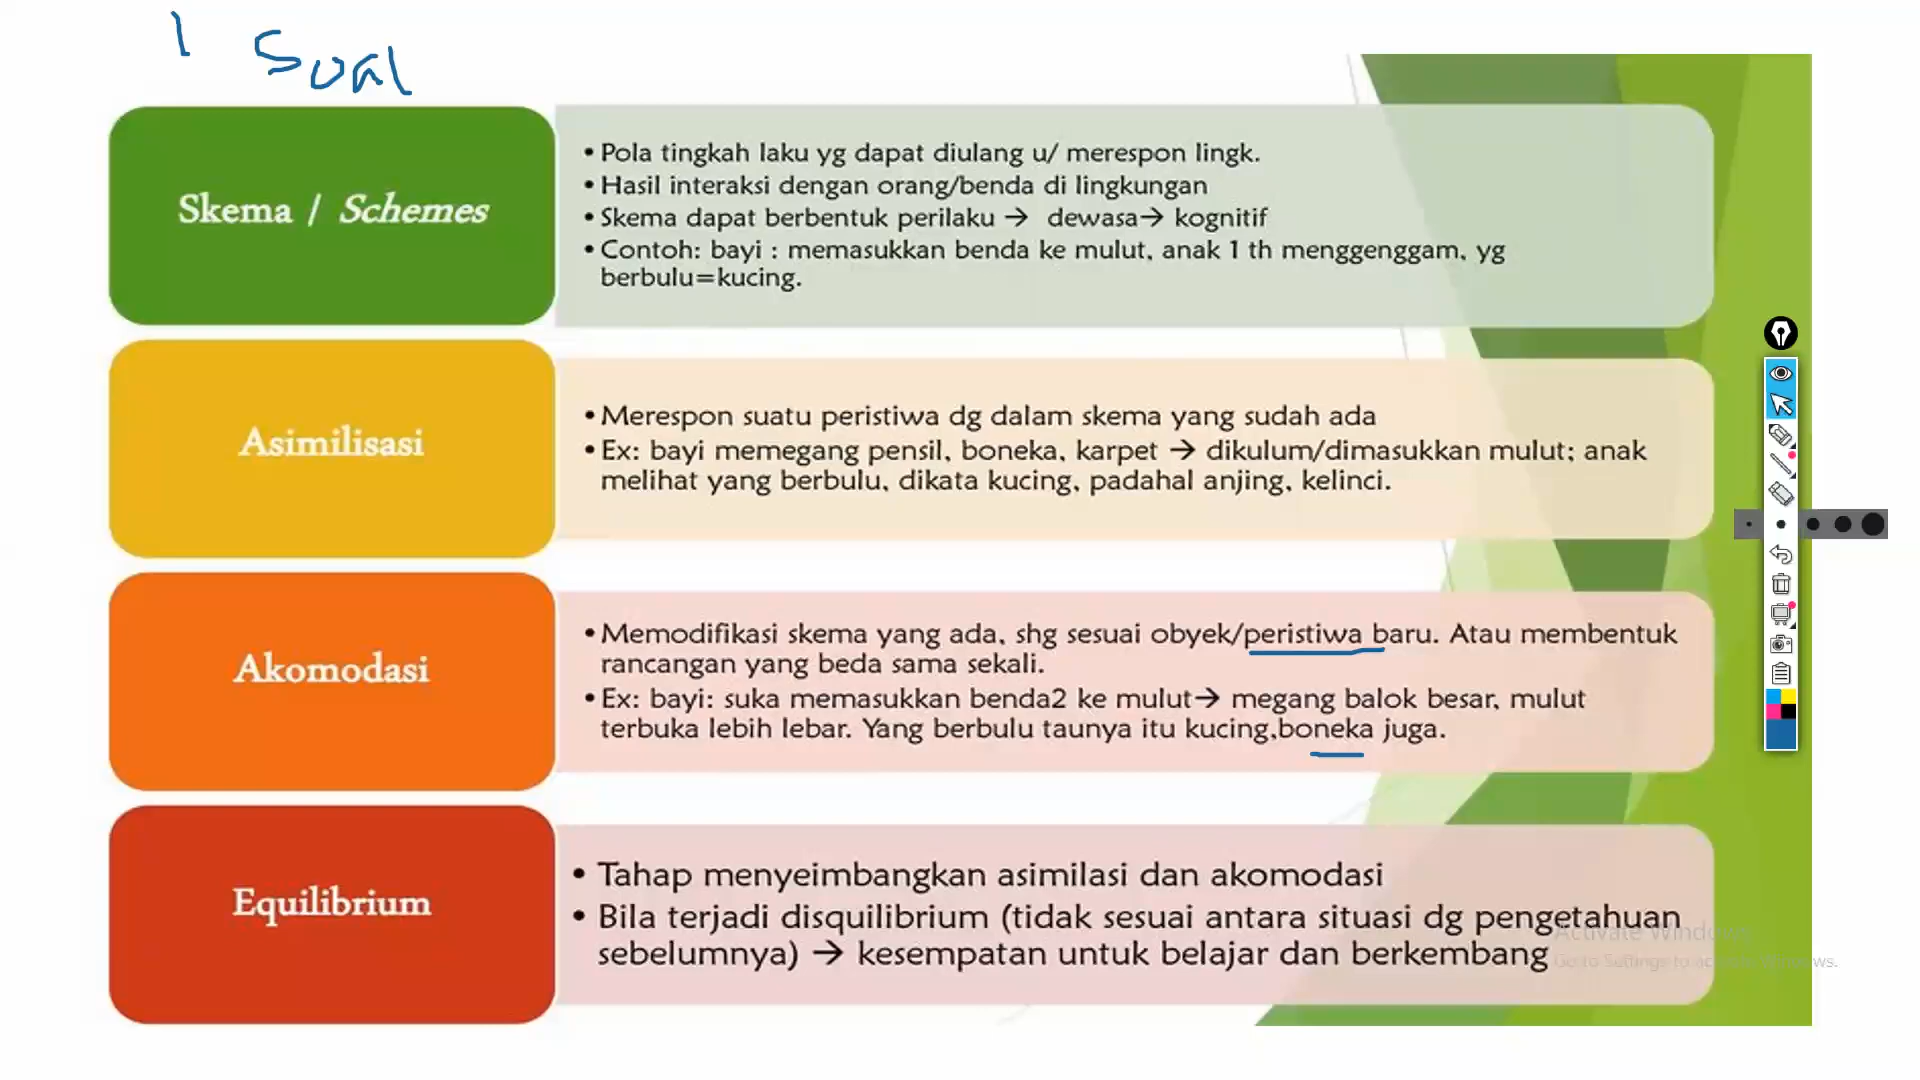 1 Soal
Skema / Schemes
• Pola tingkah laku yg dapat diulang u/ merespon lingk.
• Hasil interaksi dengan orang/benda di lingkungan
• Skema dapat berbentuk perilaku → dewasa→ kognitif
• Contoh: bayi : memasukkan benda ke mulut, anak 1 th menggenggam, yg
berbulu=kucing.
Asimilisasi
• Merespon suatu peristiwa dg dalam skema yang sudah ada
• Ex: bayi memegang pensil, boneka, karpet → dikulum/dimasukkan mulut; anak
melihat yang berbulu, dikata kucing, padahal anjing, kelinci.
Akomodasi
• Memodifikasi skema yang ada, shg sesuai obyek/peristiwa baru. Atau membentuk
rancangan yang beda sama sekali.
• Ex: bayi: suka memasukkan benda2 ke mulut→ megang balok besar, mulut
terbuka lebih lebar. Yang berbulu taunya itu kucing,boneka juga.
Equilibrium
• Tahap menyeimbangkan asimilasi dan akomodasi
• Bila terjadi disquilibrium (tidak sesuai antara situasi dg pengetahuan
sebelumnya) → kesempatan untuk belajar dan berkembang
Activate Windows
Go to Settings to activate Windows.